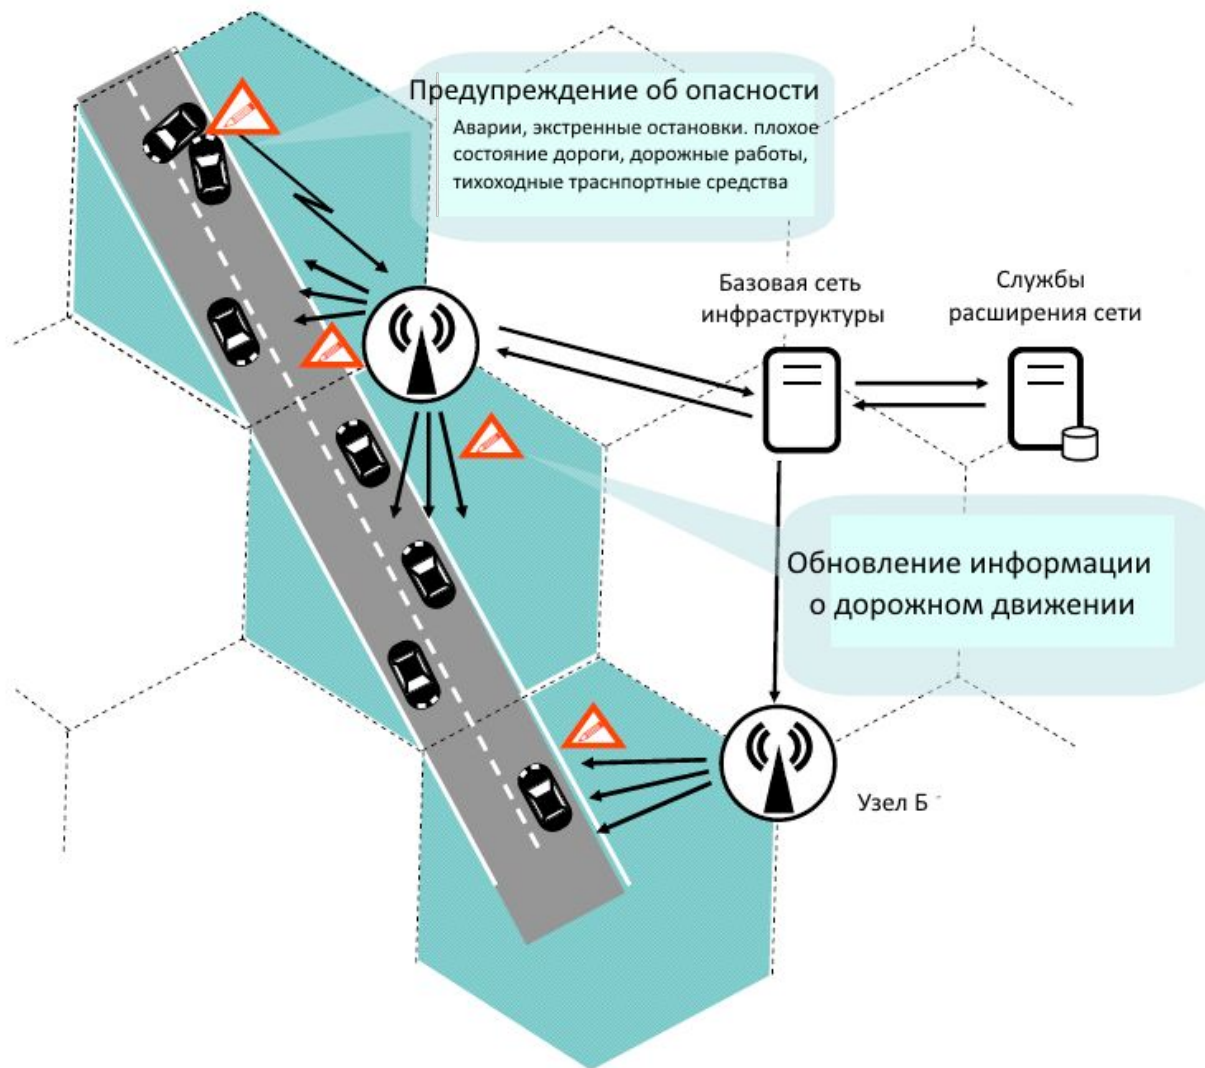 Предупреждение об опасности
Аварии, экстренные остановки. плохое
состояние дороги, дорожные работы,
тихоходные траснпортные средства
Базовая сеть
инфраструктуры
Службы
расширения сети
Обновление информации
о дорожном движении
Узел Б